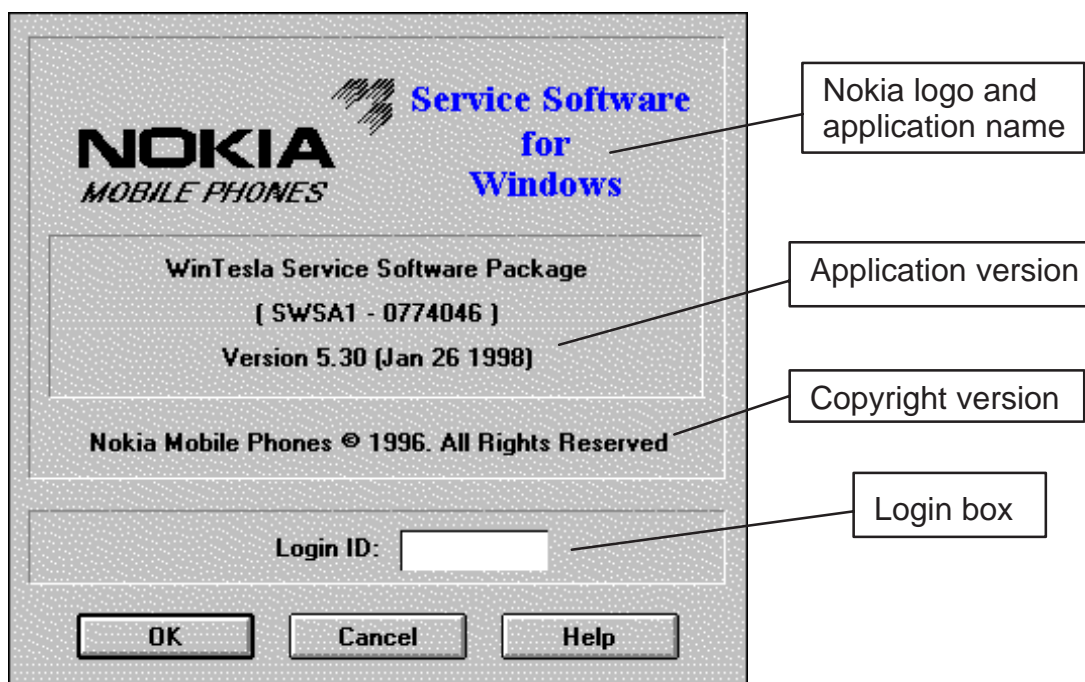 NOKIA
MOBILE PHONES
Service Software
for
Windows
Nokia logo and
application name
WinTesla Service Software Package
( SWSA1 - 0774046 )
Version 5.30 (Jan 26 1998)
Application version
Nokia Mobile Phones © 1996. All Rights Reserved
Copyright version
Login ID:
Login box
OK
Cancel
Help